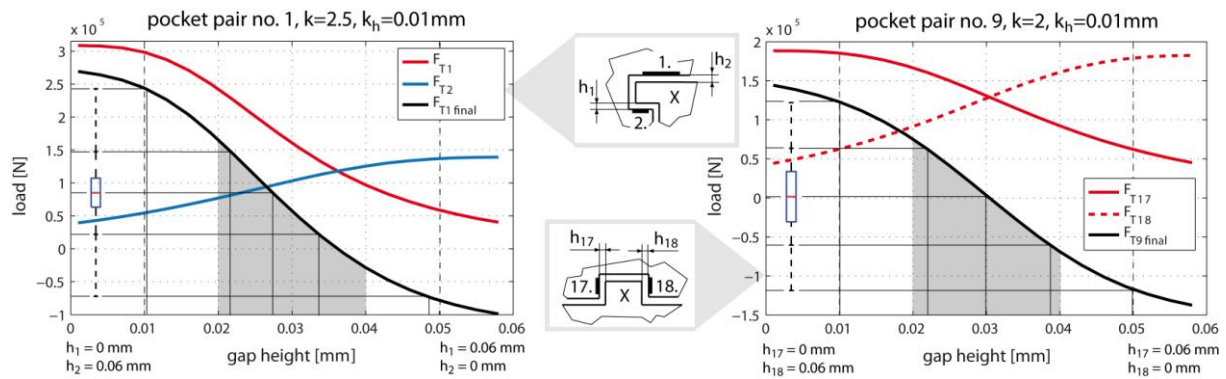 pocket pair no. 1, k=2.5, k_h=0.01mm
x 10^5
3
2.5
2
1.5
1
0.5
0
−0.5
−1
load [N]
F_T1
F_T2
F_T1 final
0
0.01
0.02
0.03
0.04
0.05
0.06
gap height [mm]
h_1 = 0 mm
h_2 = 0.06 mm
h_1 = 0.06 mm
h_2 = 0 mm
h_1
h_2
1.
X
2.
h_17
h_18
17.
X
18.
pocket pair no. 9, k=2, k_h=0.01mm
x 10^5
2
1.5
1
0.5
0
−0.5
−1
−1.5
load [N]
F_T17
F_T18
F_T9 final
0
0.01
0.02
0.03
0.04
0.05
0.06
gap height [mm]
h_17 = 0 mm
h_18 = 0.06 mm
h_17 = 0.06 mm
h_18 = 0 mm